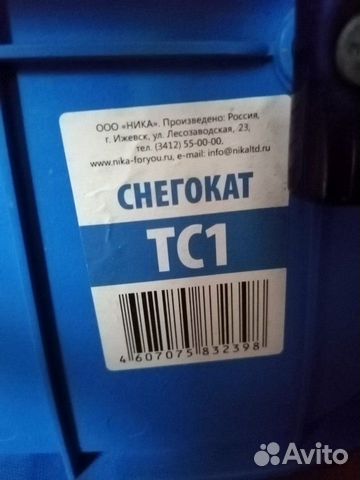 ООО «НИКА». Произведено: Россия,
г. Ижевск, ул. Лесозаводская, 23,
тел. (3412) 55-00-00.
www.nika-foryou.ru, e-mail: info@nikaltd.ru
СНЕГОКАТ
ТС1
4 607075 832398
Avito